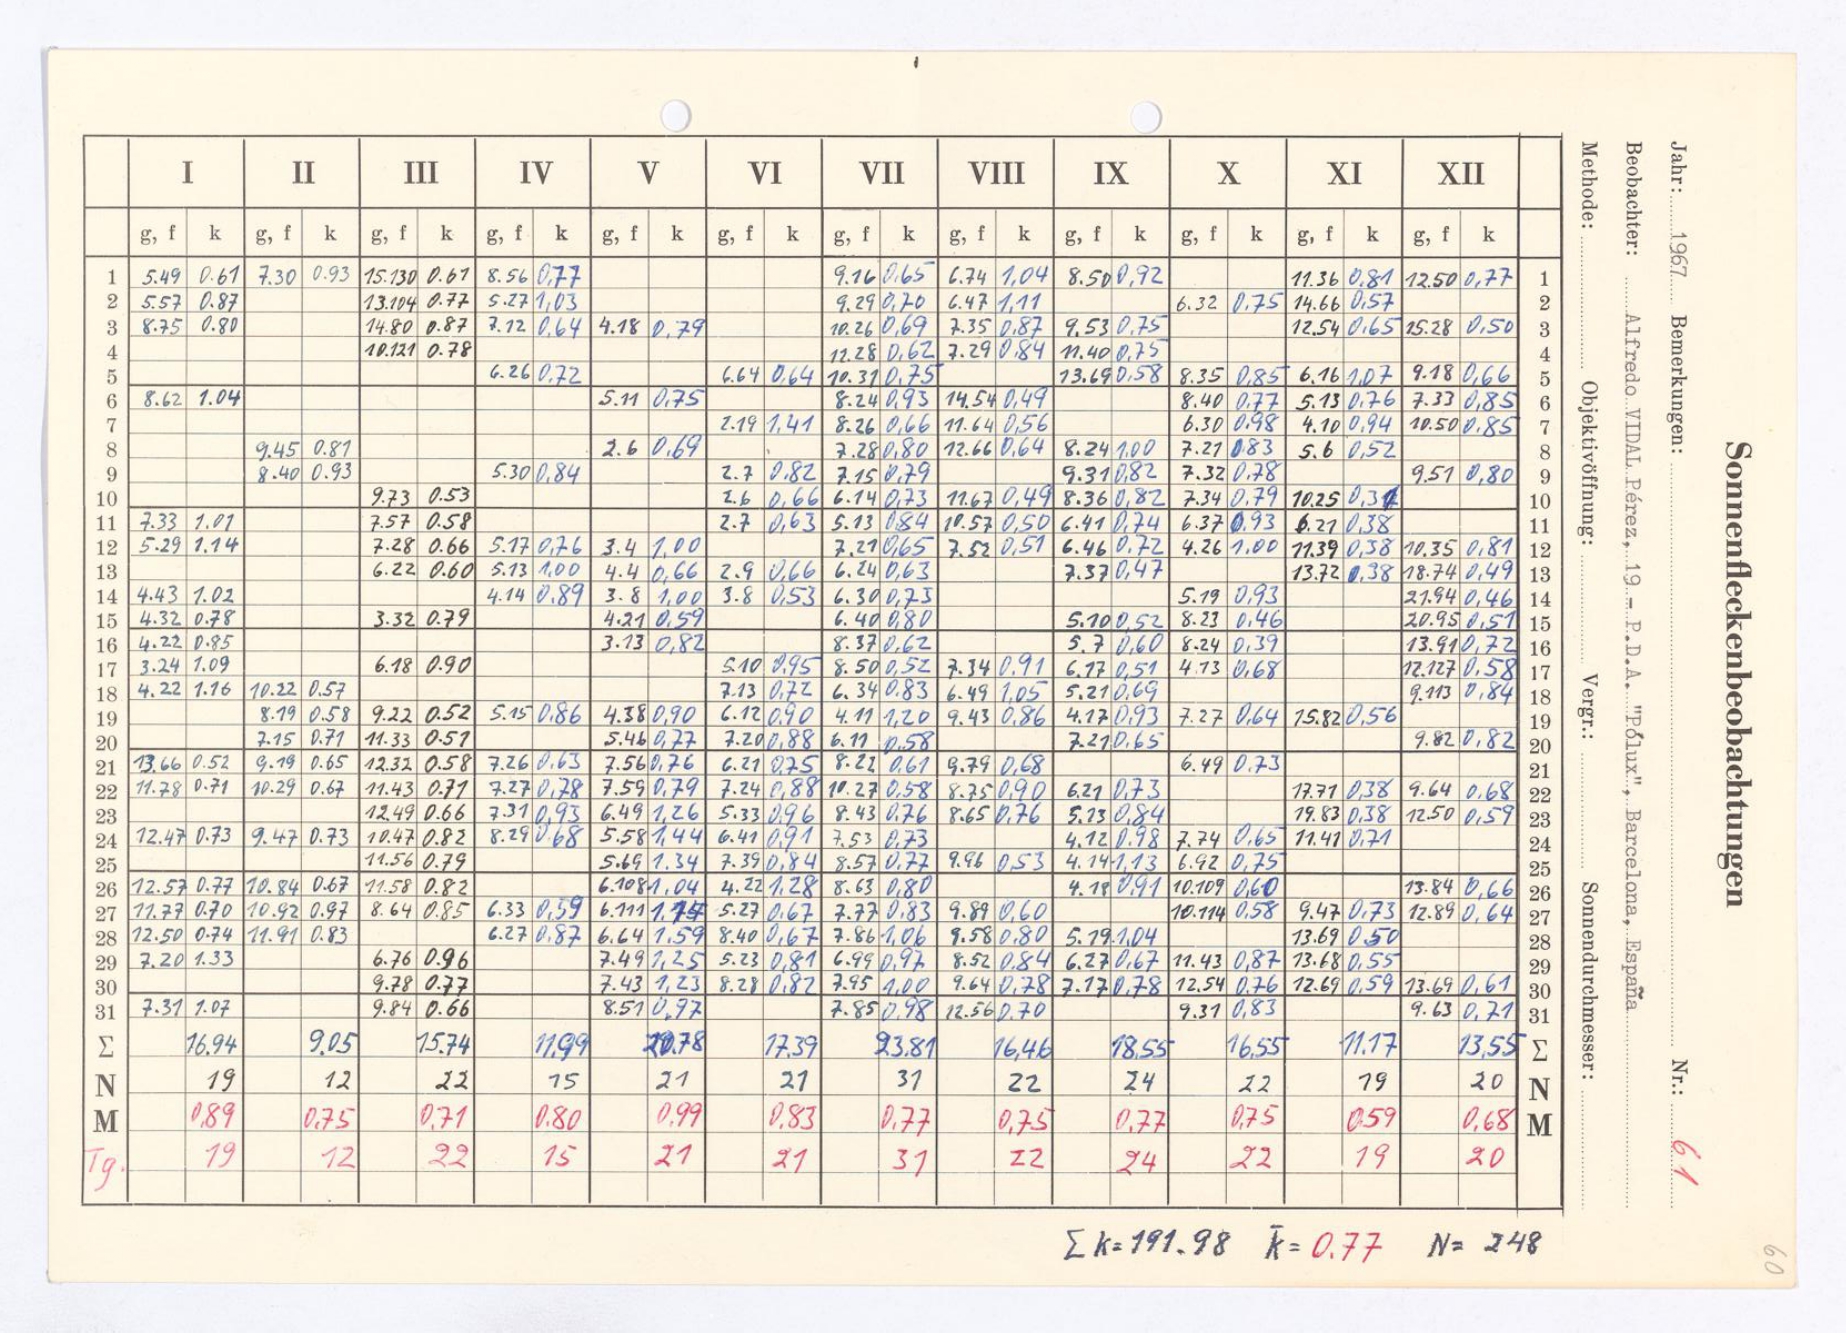 Sonnenfleckenbeobachtungen
Jahr: 1967 Bemerkungen: Nr.: 61
Beobachter: Alfredo VIDAL Pérez, 19.- P.D.A. "Pólux", Barcelona, España
Methode: Objektivöffnung: Vergr.: Sonnendurchmesser:
I II III IV V VI VII VIII IX X XI XII
g, f k g, f k g, f k g, f k g, f k g, f k g, f k g, f k g, f k g, f k g, f k g, f k
1 5.49 0.61 7.30 0.93 15.130 0.61 8.56 0,77 9.16 0,65 6.74 1,04 8.50 0,92 11.36 0,81 12.50 0,77 1
2 5.57 0.87 13.104 0.77 5.27 1,03 9.29 0,70 6.47 1,11 6.32 0,75 14.66 0,57 2
3 8.75 0.80 14.80 0.87 7.12 0,64 4.18 0,79 10.26 0,69 7.35 0,87 9.53 0,75 12.54 0,65 15.28 0,50 3
4 10.121 0.78 11.28 0,62 7.29 0,84 11.40 0,75 4
5 6.26 0,72 6.64 0,64 10.31 0,75 13.69 0,58 8.35 0,85 6.16 1,07 9.18 0,66 5
6 8.62 1.04 5.11 0,75 8.24 0,93 14.54 0,49 8.40 0,77 5.13 0,76 7.33 0,85 6
7 2.19 1,41 8.26 0,66 11.64 0,56 6.30 0,98 4.10 0,94 10.50 0,85 7
8 9.45 0.81 2.6 0,69 7.28 0,80 12.66 0,64 8.24 1,00 7.21 0,83 5.6 0,52 8
9 8.40 0.93 5.30 0,84 2.7 0,82 7.15 0,79 9.31 0,82 7.32 0,78 9.51 0,80 9
10 9.73 0.53 2.6 0,66 6.14 0,73 11.67 0,49 8.36 0,82 7.34 0,79 10.25 10
11 7.33 1.01 7.57 0.58 2.7 0,63 5.13 0,84 10.57 0,50 6.41 0,74 6.37 0,93 6.21 0,38 11
12 5.29 1.14 7.28 0.66 5.17 0,76 3.4 1,00 7.21 0,65 7.52 0,51 6.46 0,72 4.26 1,00 11.39 0,38 10.35 0,81 12
13 6.22 0.60 5.13 1,00 4.4 0,66 2.9 0,66 6.24 0,63 7.37 0,47 13.72 0,38 18.74 0,49 13
14 4.43 1.02 4.14 0,89 3.8 1,00 3.8 0,53 6.30 0,73 5.19 0,93 21.94 0,46 14
15 4.32 0.78 3.32 0.79 4.21 0,59 6.40 0,80 5.10 0,52 8.23 0,46 20.95 0,51 15
16 4.22 0.85 3.13 0,82 8.37 0,62 5.7 0,60 8.24 0,39 13.91 0,72 16
17 3.24 1.09 6.18 0.90 5.10 0,95 8.50 0,52 7.34 0,91 6.17 0,51 4.13 0,68 12.127 0,58 17
18 4.22 1.16 10.22 0.57 7.13 0,72 6.34 0,83 6.49 1,05 5.21 0,69 9.113 0,84 18
19 8.19 0.58 9.22 0.52 5.15 0,86 4.38 0,90 6.12 0,90 4.11 1,20 9.43 0,86 4.17 0,93 7.27 0,64 15.82 0,56 19
20 7.15 0.71 11.33 0.51 5.46 0,77 7.20 0,88 6.11 0,58 7.21 0,65 9.82 0,82 20
21 13.66 0.52 9.19 0.65 12.32 0.58 7.26 0,63 7.56 0,76 6.21 0,75 8.22 0,61 9.79 0,68 6.49 0,73 21
22 11.78 0.71 10.29 0.67 11.43 0.71 7.27 0,78 7.59 0,79 7.24 0,88 10.27 0,58 8.75 0,90 6.21 0,73 17.71 0,38 9.64 0,68 22
23 12.49 0.66 7.31 0,93 6.49 1,26 5.33 0,96 8.43 0,76 8.65 0,76 5.23 0,84 19.83 0,38 12.50 0,59 23
24 12.47 0.73 9.47 0.73 10.47 0.82 8.29 0,68 5.58 1,44 6.41 0,91 7.53 0,73 4.12 0,98 7.74 0,65 11.41 0,71 24
25 11.56 0.79 5.69 1.34 7.39 0,84 8.57 0,77 9.96 0,53 4.14 1,13 6.92 0,75 25
26 12.57 0.77 10.84 0.67 11.58 0.82 6.108 1,04 4.22 1,28 8.63 0,80 4.19 0,91 10.109 0,60 13.84 0,66 26
27 11.77 0.70 10.92 0.97 8.64 0.85 6.33 0,59 6.111 5.27 0,67 7.77 0,83 9.89 0,60 10.114 0,58 9.47 0,73 12.89 0,64 27
28 12.50 0.74 11.91 0.83 6.27 0,87 6.64 1,59 8.40 0,67 7.86 1,06 9.58 0,80 5.19 1,04 13.69 0,50 28
29 7.20 1.33 6.76 0.96 7.49 1,25 5.23 0,81 6.99 0,97 8.52 0,84 6.27 0,67 11.43 0,87 13.68 0,55 29
30 9.78 0.77 7.43 1,23 8.28 0,82 7.95 1,00 9.64 0,78 7.17 0,78 12.54 0,76 12.69 0,59 13.69 0,61 30
31 7.31 1.07 9.84 0.66 8.51 0,97 7.85 0,98 12.56 0,70 9.31 0,83 9.63 0,71 31
Σ 16.94 9.05 15.74 11,99 20.78 17.39 23.81 16,46 18,55 16,55 11.17 13,55 Σ
N 19 12 22 15 21 21 31 22 24 22 19 20 N
M 0,89 0,75 0,71 0.80 0,99 0,83 0,77 0,75 0,77 0,75 0.59 0,68 M
Tg. 19 12 22 15 21 21 31 22 24 22 19 20
Σ k = 191.98 k̄ = 0.77 N = 248
60